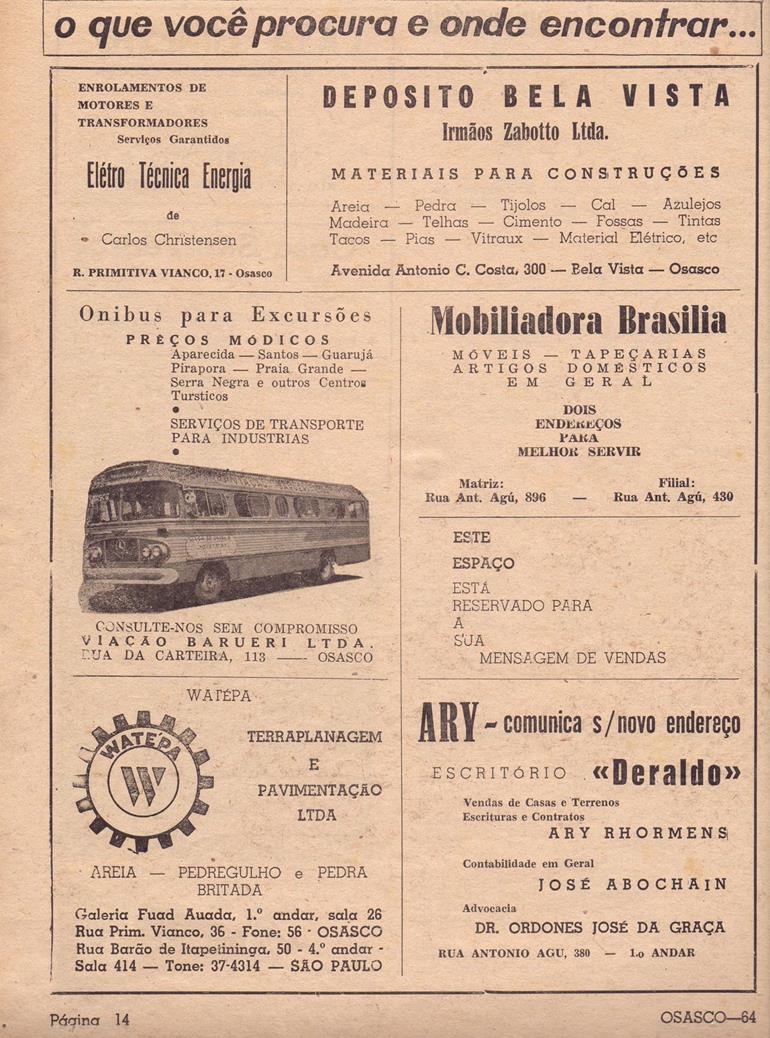 o que você procura e onde encontrar...
ENROLAMENTOS DE
MOTORES E
TRANSFORMADORES
Serviços Garantidos
Elétro Técnica Energia
de
Carlos Christensen
R. PRIMITIVA VIANCO, 17 - Osasco
DEPOSITO BELA VISTA
Irmãos Zabotto Ltda.
MATERIAIS PARA CONSTRUÇÕES
Areia — Pedra — Tijolos — Cal — Azulejos
Madeira — Telhas — Cimento — Fossas — Tintas
Tacos — Pias — Vitraux — Material Elétrico, etc
Avenida Antonio C. Costa, 300 — Bela Vista — Osasco
Onibus para Excursões
PREÇOS MÓDICOS
Aparecida — Santos — Guarujá
Pirapora — Praia Grande —
Serra Negra e outros Centros
Tursticos
SERVIÇOS DE TRANSPORTE
PARA INDUSTRIAS
CONSULTE-NOS SEM COMPROMISSO
VIAÇÃO BARUERI LTDA.
RUA DA CARTEIRA, 113 —— OSASCO
Mobiliadora Brasilia
MÓVEIS — TAPEÇARIAS
ARTIGOS DOMÉSTICOS
EM GERAL
DOIS
ENDEREÇOS
PARA
MELHOR SERVIR
Matriz: Filial:
Rua Ant. Agú, 896 — Rua Ant. Agú, 430
ESTE
ESPAÇO
ESTÁ
RESERVADO PARA
A
SUA
MENSAGEM DE VENDAS
WATÉPA
WATÉPA
W
TERRAPLANAGEM
E
PAVIMENTAÇÃO
LTDA
AREIA — PEDREGULHO e PEDRA
BRITADA
Galeria Fuad Auada, 1.º andar, sala 26
Rua Prim. Vianco, 36 - Fone: 56 - OSASCO
Rua Barão de Itapetininga, 50 - 4.º andar -
Sala 414 — Tone: 37-4314 — SÃO PAULO
ARY - comunica s/novo endereço
ESCRITÓRIO «Deraldo»
Vendas de Casas e Terrenos
Escrituras e Contratos
ARY RHORMENS
Contabilidade em Geral
JOSÉ ABOCHAIN
Advocacia
DR. ORDONES JOSÉ DA GRAÇA
RUA ANTONIO AGU, 380 — 1.o ANDAR
Página 14
OSASCO—64